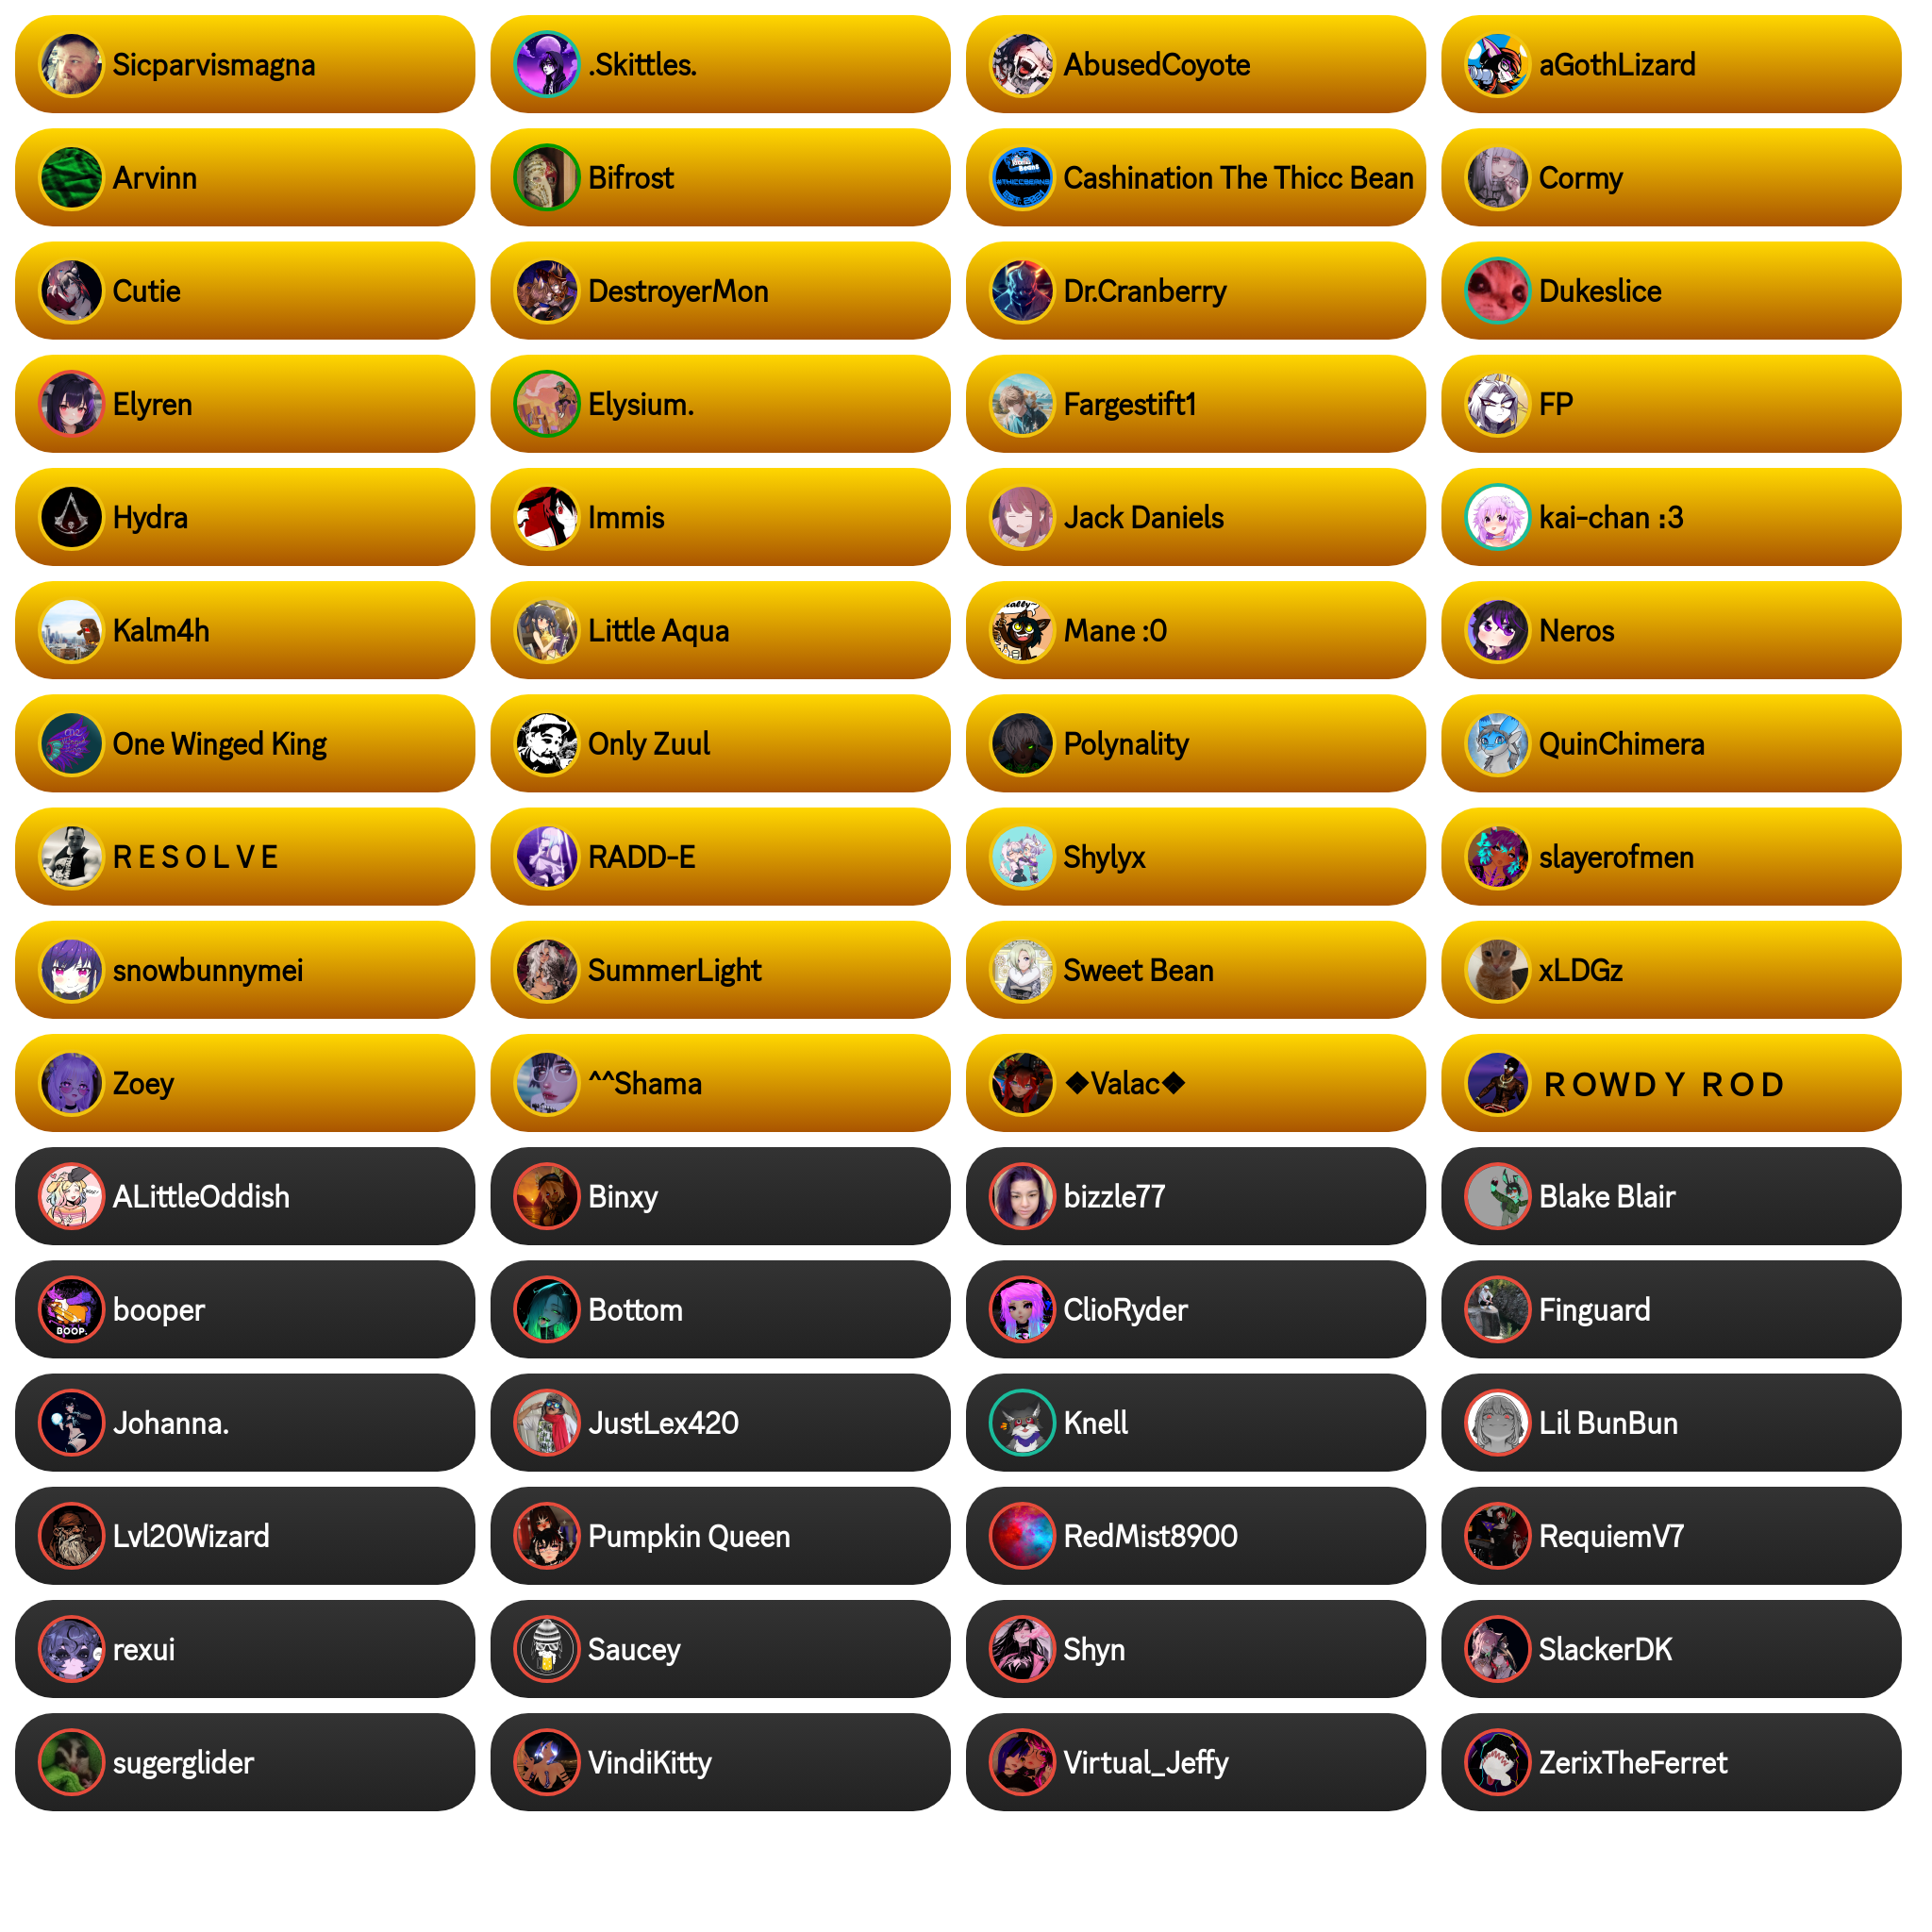 Sicparvismagna
.Skittles.
AbusedCoyote
aGothLizard
Arvinn
Bifrost
#THICCBEANS
EST. 2021
Cashination The Thicc Bean
Cormy
Cutie
DestroyerMon
Dr.Cranberry
Dukeslice
Elyren
Elysium.
Fargestift1
FP
Hydra
Immis
Jack Daniels
kai-chan :3
Kalm4h
Little Aqua
Mane :0
Neros
One Winged King
Only Zuul
Polynality
QuinChimera
R E S O L V E
RADD-E
Shylyx
slayerofmen
snowbunnymei
SummerLight
Sweet Bean
xLDGz
Zoey
^^Shama
❖Valac❖
R O W D Y R O D
ALittleOddish
Binxy
bizzle77
Blake Blair
BOOP.
booper
Bottom
ClioRyder
Finguard
Johanna.
JustLex420
Knell
Lil BunBun
Lvl20Wizard
Pumpkin Queen
RedMist8900
RequiemV7
rexui
Saucey
Shyn
SlackerDK
sugerglider
VindiKitty
Virtual_Jeffy
ZerixTheFerret